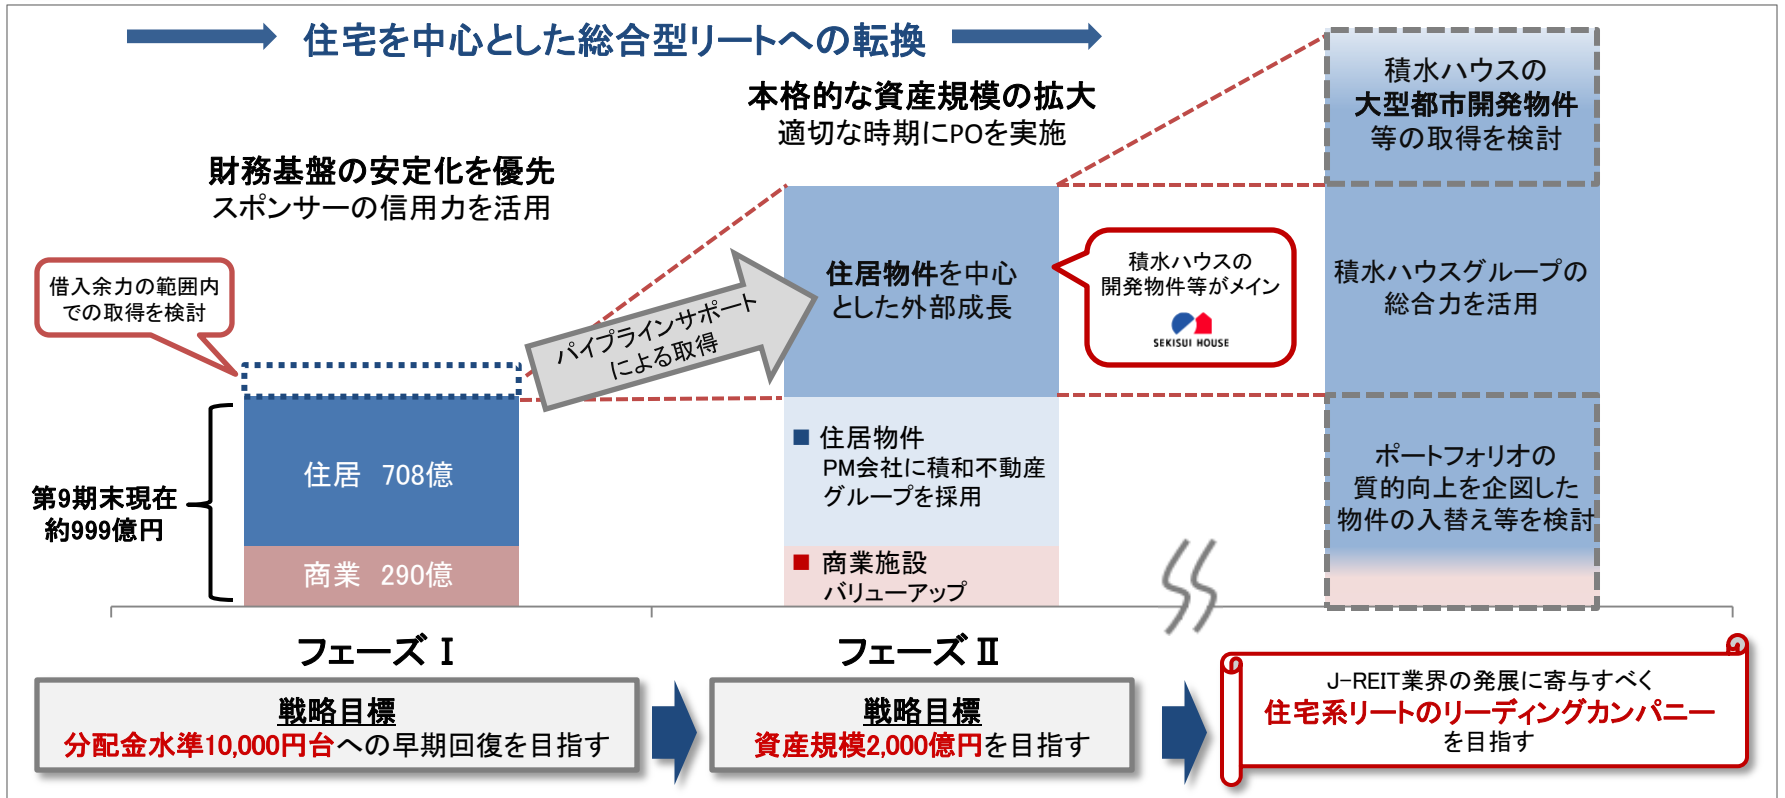 住宅を中心とした総合型リートへの転換
財務基盤の安定化を優先
スポンサーの信用力を活用
借入余力の範囲内
での取得を検討
第9期末現在
約999億円
住居 708億
商業 290億
パイプラインサポート
による取得
本格的な資産規模の拡大
適切な時期にPOを実施
住居物件を中心
とした外部成長
積水ハウスの
開発物件等がメイン
SEKISUI HOUSE
■ 住居物件
PM会社に積和不動産
グループを採用
■ 商業施設
バリューアップ
積水ハウスの
大型都市開発物件
等の取得を検討
積水ハウスグループの
総合力を活用
ポートフォリオの
質的向上を企図した
物件の入替え等を検討
フェーズ Ⅰ
戦略目標
分配金水準10,000円台への早期回復を目指す
フェーズ Ⅱ
戦略目標
資産規模2,000億円を目指す
J-REIT業界の発展に寄与すべく
住宅系リートのリーディングカンパニー
を目指す